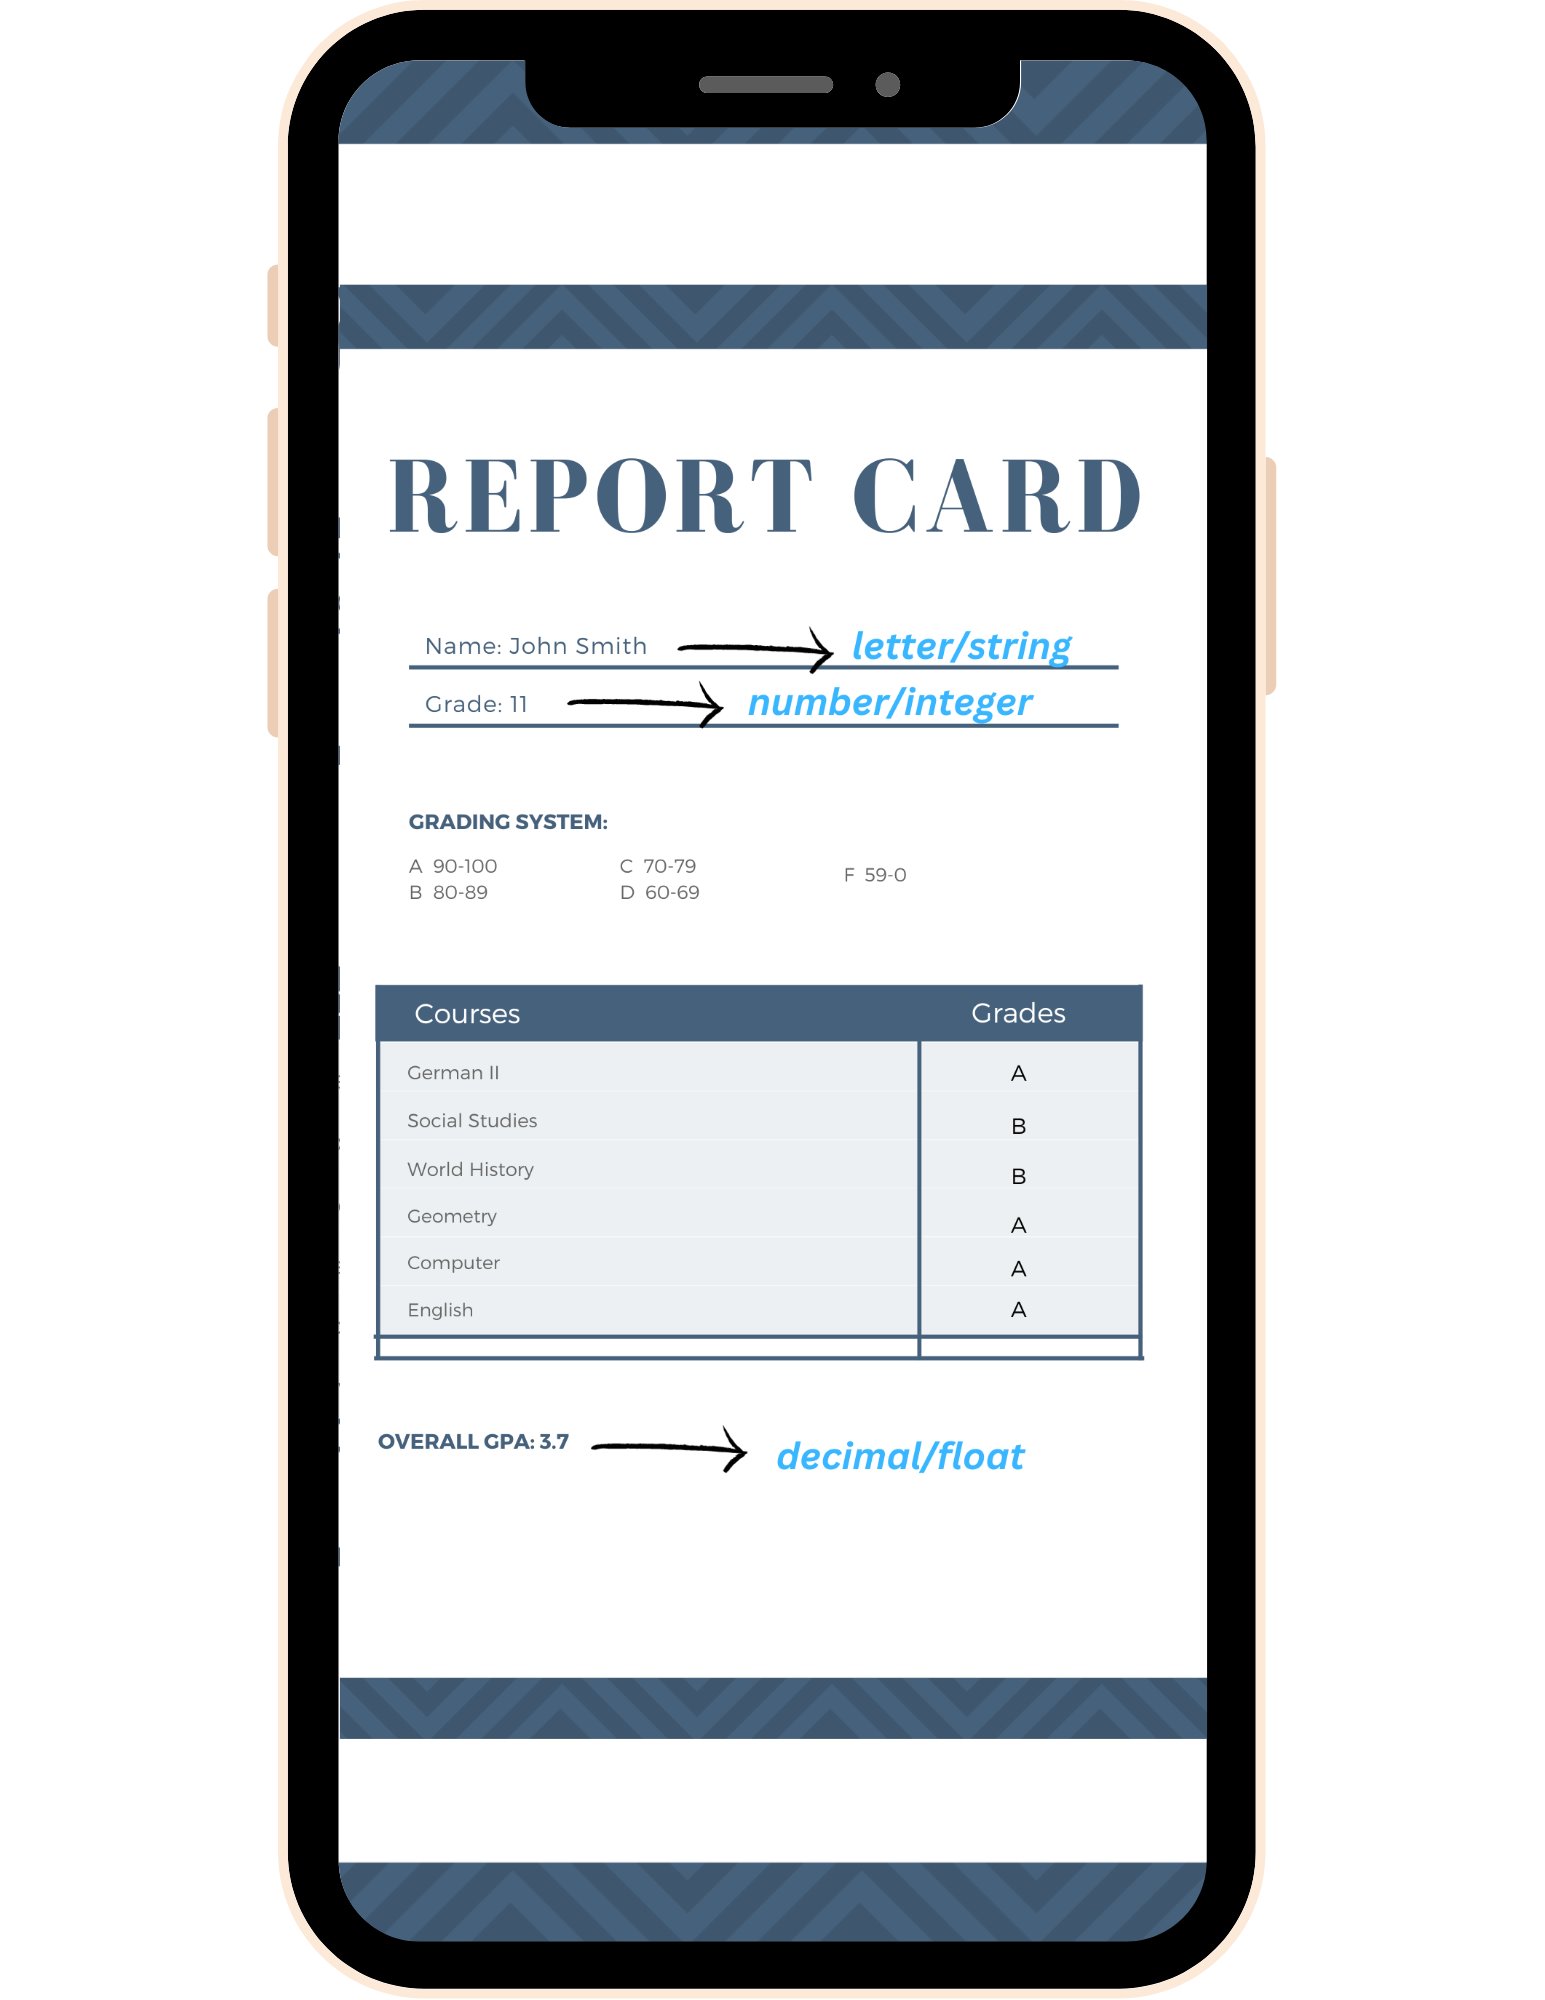 REPORT CARD
Name: John Smith letter/string
Grade: 11 number/integer
GRADING SYSTEM:
A 90-100 C 70-79 F 59-0
B 80-89 D 60-69
Courses Grades
German II A
Social Studies B
World History B
Geometry A
Computer A
English A
OVERALL GPA: 3.7 decimal/float